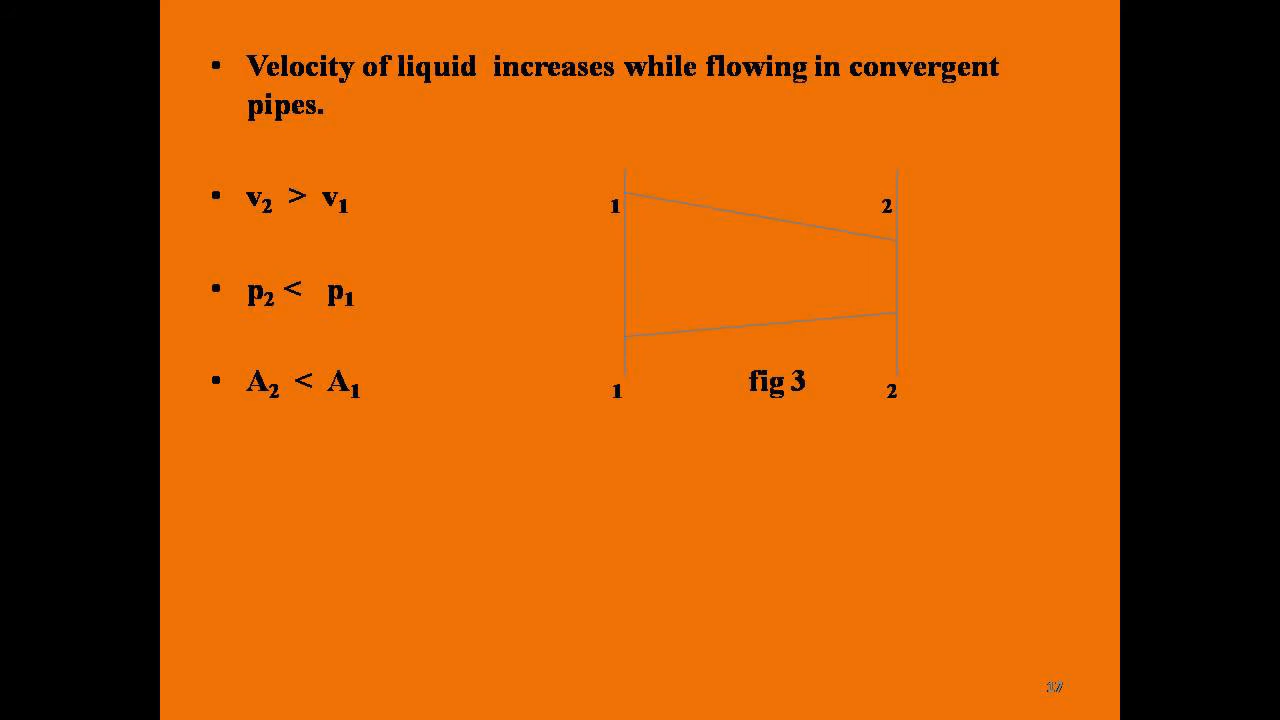 • Velocity of liquid increases while flowing in convergent
pipes.
• v₂ > v₁
1 2
• p₂ < p₁
• A₂ < A₁
1 fig 3 2